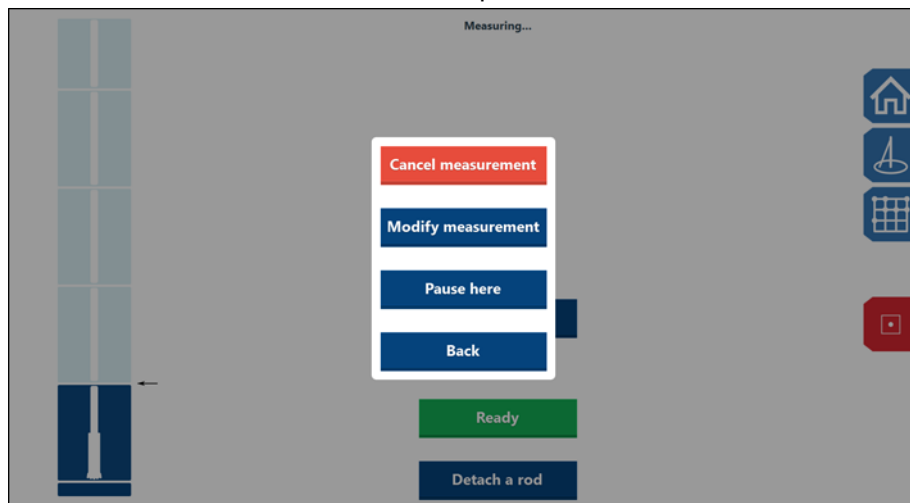 Measuring...
Cancel measurement
Modify measurement
Pause here
Back
Ready
Detach a rod